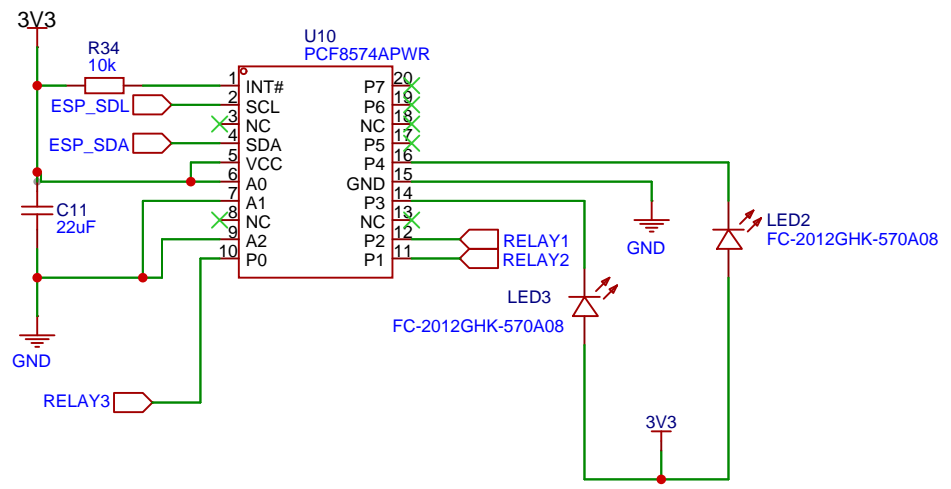 3V3
R34
10k
U10
PCF8574APWR
1 INT#
2 SCL
3 NC
4 SDA
5 VCC
6 A0
7 A1
8 NC
9 A2
10 P0
P7 20
P6 19
NC 18
P5 17
P4 16
GND 15
P3 14
NC 13
P2 12
P1 11
ESP_SDL
ESP_SDA
C11
22uF
GND
RELAY3
RELAY1
RELAY2
GND
LED2
FC-2012GHK-570A08
LED3
FC-2012GHK-570A08
3V3